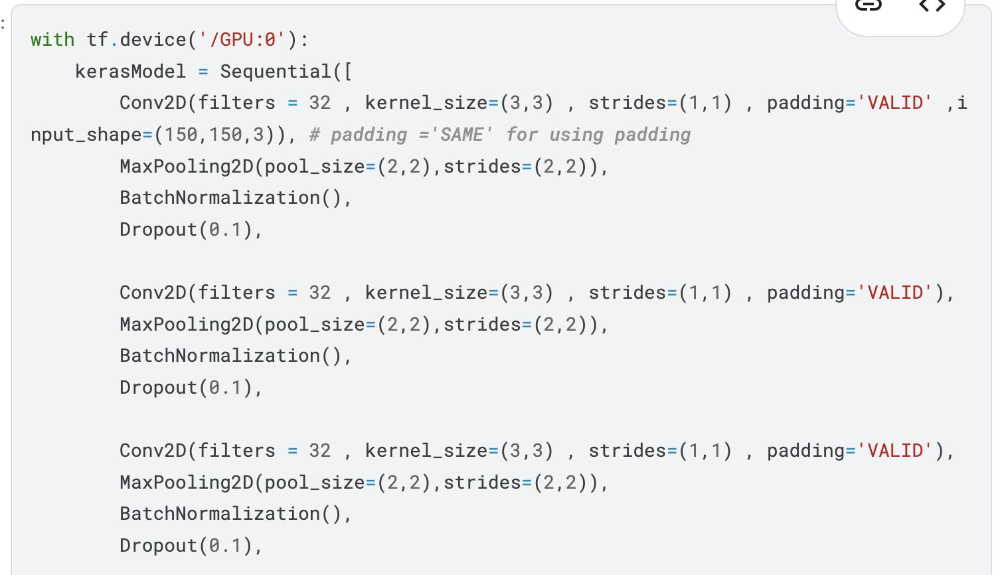 :
with tf.device('/GPU:0'):
    kerasModel = Sequential([
        Conv2D(filters = 32 , kernel_size=(3,3) , strides=(1,1) , padding='VALID' ,i
nput_shape=(150,150,3)), # padding ='SAME' for using padding
        MaxPooling2D(pool_size=(2,2),strides=(2,2)),
        BatchNormalization(),
        Dropout(0.1),

        Conv2D(filters = 32 , kernel_size=(3,3) , strides=(1,1) , padding='VALID'),
        MaxPooling2D(pool_size=(2,2),strides=(2,2)),
        BatchNormalization(),
        Dropout(0.1),

        Conv2D(filters = 32 , kernel_size=(3,3) , strides=(1,1) , padding='VALID'),
        MaxPooling2D(pool_size=(2,2),strides=(2,2)),
        BatchNormalization(),
        Dropout(0.1),